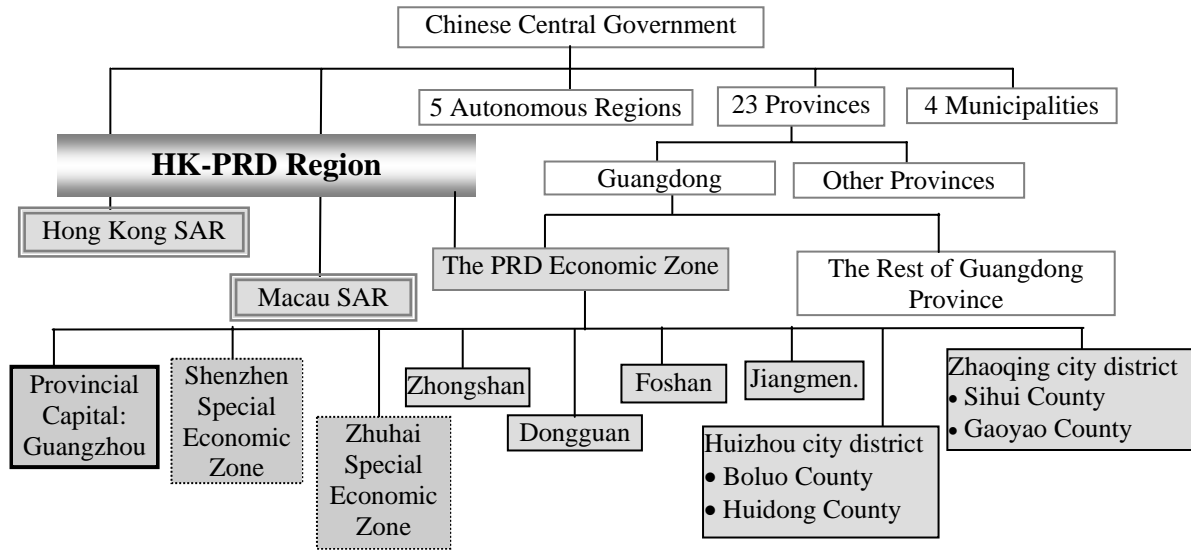 Chinese Central Government
5 Autonomous Regions
23 Provinces
4 Municipalities
HK-PRD Region
Guangdong
Other Provinces
Hong Kong SAR
The PRD Economic Zone
The Rest of Guangdong
Province
Macau SAR
Provincial
Capital:
Guangzhou
Shenzhen
Special
Economic
Zone
Zhuhai
Special
Economic
Zone
Zhongshan
Dongguan
Foshan
Jiangmen.
Huizhou city district
• Boluo County
• Huidong County
Zhaoqing city district
• Sihui County
• Gaoyao County